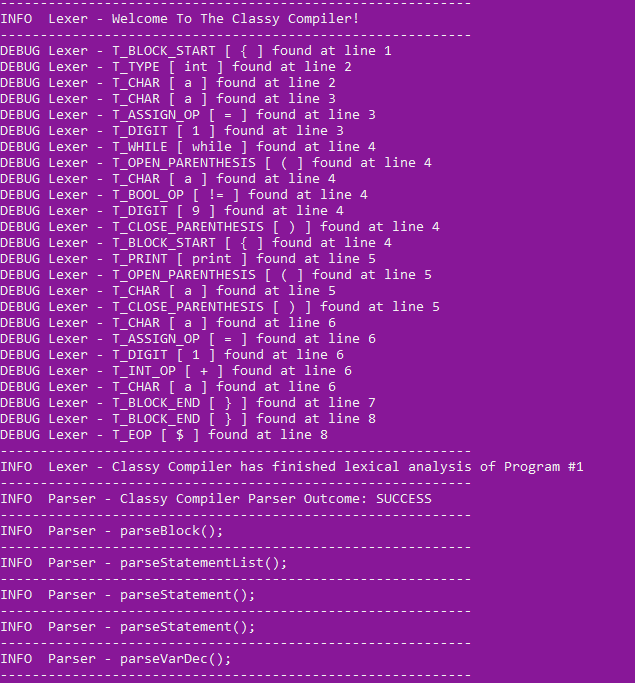 -----------------------------------------------------------
INFO  Lexer - Welcome To The Classy Compiler!
-----------------------------------------------------------
DEBUG Lexer - T_BLOCK_START [ { ] found at line 1
DEBUG Lexer - T_TYPE [ int ] found at line 2
DEBUG Lexer - T_CHAR [ a ] found at line 2
DEBUG Lexer - T_CHAR [ a ] found at line 3
DEBUG Lexer - T_ASSIGN_OP [ = ] found at line 3
DEBUG Lexer - T_DIGIT [ 1 ] found at line 3
DEBUG Lexer - T_WHILE [ while ] found at line 4
DEBUG Lexer - T_OPEN_PARENTHESIS [ ( ] found at line 4
DEBUG Lexer - T_CHAR [ a ] found at line 4
DEBUG Lexer - T_BOOL_OP [ != ] found at line 4
DEBUG Lexer - T_DIGIT [ 9 ] found at line 4
DEBUG Lexer - T_CLOSE_PARENTHESIS [ ) ] found at line 4
DEBUG Lexer - T_BLOCK_START [ { ] found at line 4
DEBUG Lexer - T_PRINT [ print ] found at line 5
DEBUG Lexer - T_OPEN_PARENTHESIS [ ( ] found at line 5
DEBUG Lexer - T_CHAR [ a ] found at line 5
DEBUG Lexer - T_CLOSE_PARENTHESIS [ ) ] found at line 5
DEBUG Lexer - T_CHAR [ a ] found at line 6
DEBUG Lexer - T_ASSIGN_OP [ = ] found at line 6
DEBUG Lexer - T_DIGIT [ 1 ] found at line 6
DEBUG Lexer - T_INT_OP [ + ] found at line 6
DEBUG Lexer - T_CHAR [ a ] found at line 6
DEBUG Lexer - T_BLOCK_END [ } ] found at line 7
DEBUG Lexer - T_BLOCK_END [ } ] found at line 8
DEBUG Lexer - T_EOP [ $ ] found at line 8
-----------------------------------------------------------
INFO  Lexer - Classy Compiler has finished lexical analysis of Program #1
-----------------------------------------------------------
INFO  Parser - Classy Compiler Parser Outcome: SUCCESS
-----------------------------------------------------------
INFO  Parser - parseBlock();
-----------------------------------------------------------
INFO  Parser - parseStatementList();
-----------------------------------------------------------
INFO  Parser - parseStatement();
-----------------------------------------------------------
INFO  Parser - parseStatement();
-----------------------------------------------------------
INFO  Parser - parseVarDec();
-----------------------------------------------------------